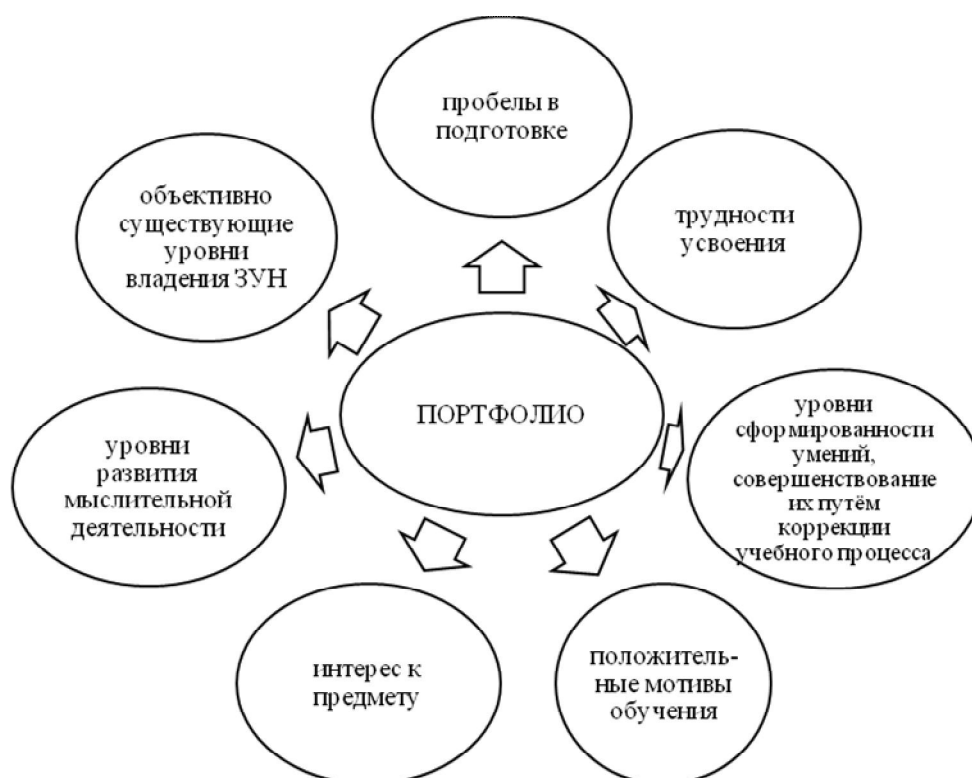 пробелы в
подготовке
трудности
усвоения
уровни
сформированности
умений,
совершенствование
их путём
коррекции
учебного процесса
положитель-
ные мотивы
обучения
интерес к
предмету
уровни
развития
мыслительной
деятельности
объективно
существующие
уровни
владения ЗУН
ПОРТФОЛИО